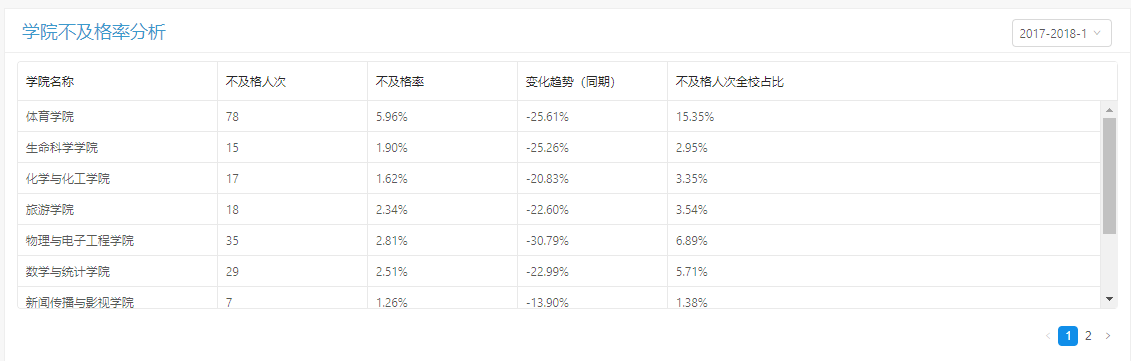 学院不及格率分析
2017-2018-1
学院名称 不及格人次 不及格率 变化趋势（同期） 不及格人次全校占比
体育学院 78 5.96% -25.61% 15.35%
生命科学学院 15 1.90% -25.26% 2.95%
化学与化工学院 17 1.62% -20.83% 3.35%
旅游学院 18 2.34% -22.60% 3.54%
物理与电子工程学院 35 2.81% -30.79% 6.89%
数学与统计学院 29 2.51% -22.99% 5.71%
新闻传播与影视学院 7 1.26% -13.90% 1.38%
1 2